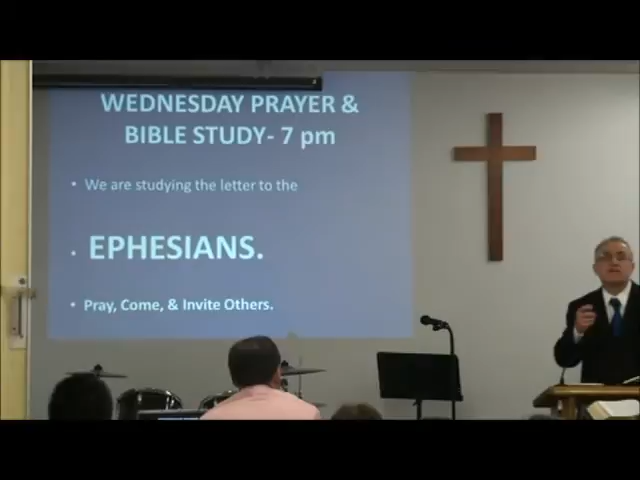 WEDNESDAY PRAYER &
BIBLE STUDY- 7 pm
• We are studying the letter to the
• EPHESIANS.
• Pray, Come, & Invite Others.